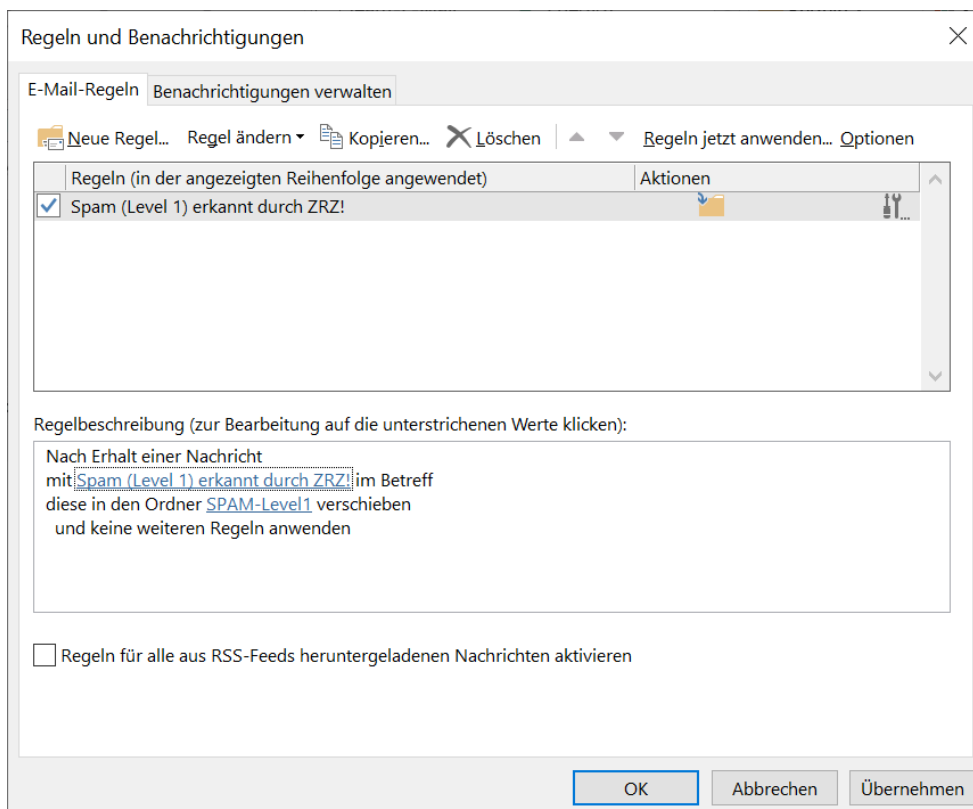 Regeln und Benachrichtigungen
E-Mail-Regeln Benachrichtigungen verwalten
Neue Regel... Regel ändern Kopieren... Löschen Regeln jetzt anwenden... Optionen
Regeln (in der angezeigten Reihenfolge angewendet) Aktionen
Spam (Level 1) erkannt durch ZRZ!
Regelbeschreibung (zur Bearbeitung auf die unterstrichenen Werte klicken):
Nach Erhalt einer Nachricht
mit Spam (Level 1) erkannt durch ZRZ! im Betreff
diese in den Ordner SPAM-Level1 verschieben
und keine weiteren Regeln anwenden
Regeln für alle aus RSS-Feeds heruntergeladenen Nachrichten aktivieren
OK Abbrechen Übernehmen